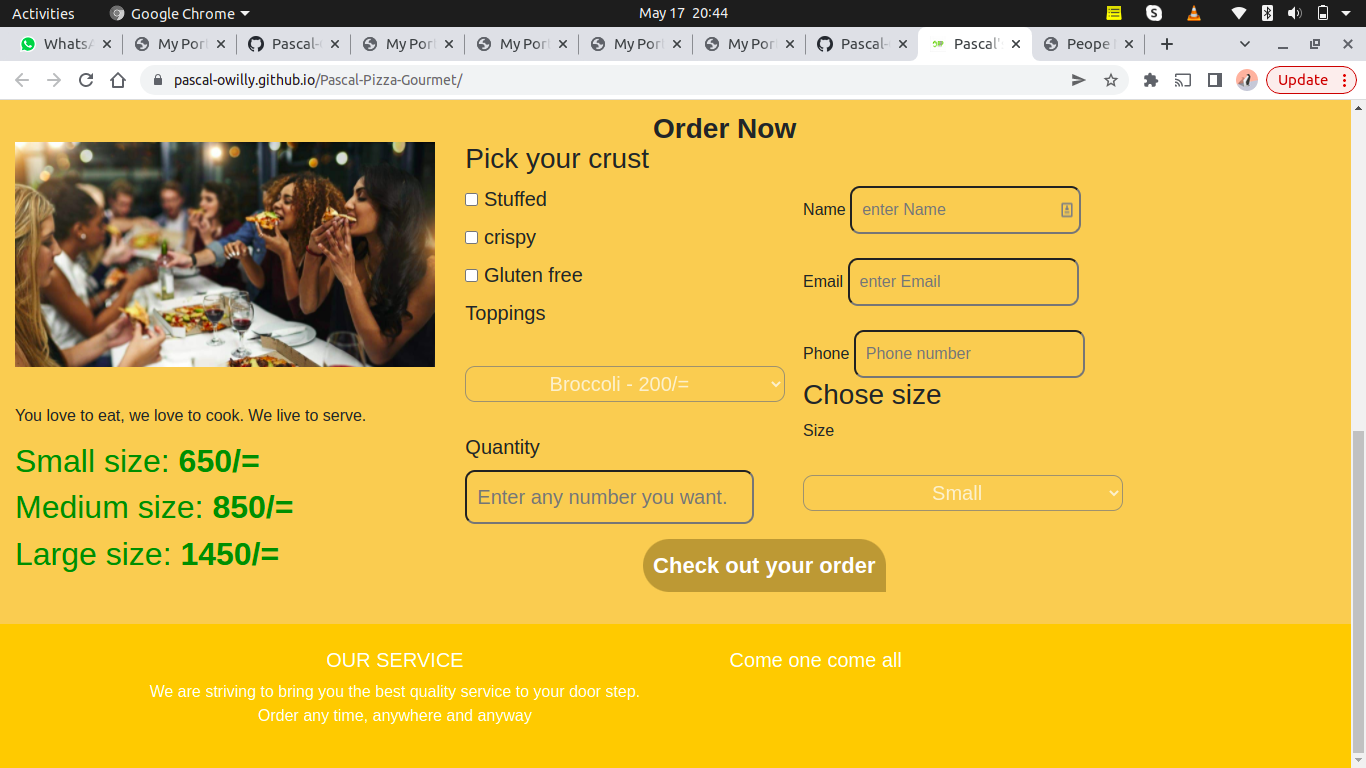 Activities
Google Chrome
May 17 20:44
WhatsA
My Port
Pascal-
My Port
My Port
My Port
My Port
Pascal-
Pascal's
Peope
pascal-owilly.github.io/Pascal-Pizza-Gourmet/
Update
Order Now
Pick your crust
Stuffed
crispy
Gluten free
Toppings
Broccoli - 200/=
Quantity
Enter any number you want.
Name
enter Name
Email
enter Email
Phone
Phone number
Chose size
Size
Small
You love to eat, we love to cook. We live to serve.
Small size: 650/=
Medium size: 850/=
Large size: 1450/=
Check out your order
OUR SERVICE
We are striving to bring you the best quality service to your door step.
Order any time, anywhere and anyway
Come one come all